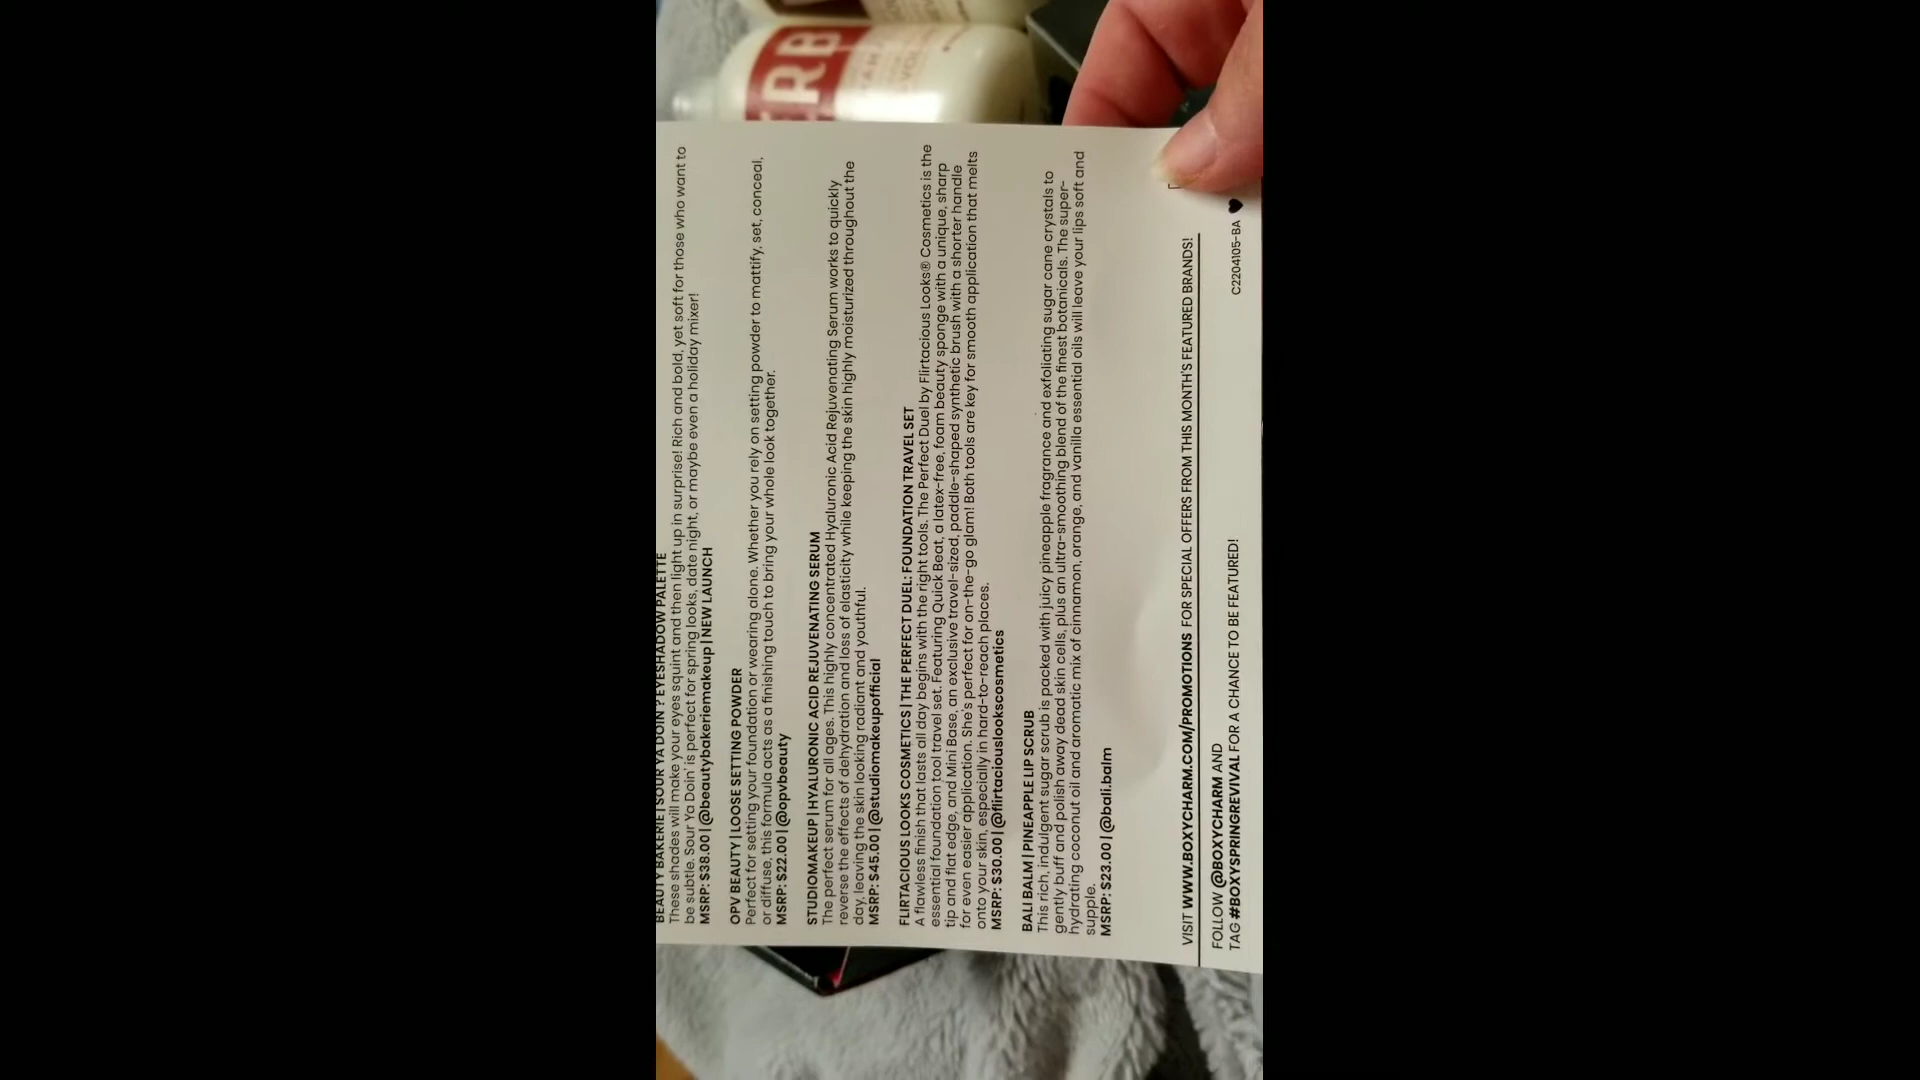 BEAUTY BAKERIE | SOUR YA DOIN'? EYESHADOW PALETTE
These shades will make your eyes squint and then light up in surprise! Rich and bold, yet soft for those who want to
be subtle. Sour Ya Doin' is perfect for spring looks, date night, or maybe even a holiday mixer!
MSRP: $38.00 | @beautybakeriemakeup | NEW LAUNCH
OPV BEAUTY | LOOSE SETTING POWDER
Perfect for setting your foundation or wearing alone. Whether you rely on setting powder to mattify, set, conceal,
or diffuse, this formula acts as a finishing touch to bring your whole look together.
MSRP: $22.00 | @opvbeauty
STUDIOMAKEUP | HYALURONIC ACID REJUVENATING SERUM
The perfect serum for all ages. This highly concentrated Hyaluronic Acid Rejuvenating Serum works to quickly
reverse the effects of dehydration and loss of elasticity while keeping the skin highly moisturized throughout the
day, leaving the skin looking radiant and youthful.
MSRP: $45.00 | @studiomakeupofficial
FLIRTACIOUS LOOKS COSMETICS | THE PERFECT DUEL: FOUNDATION TRAVEL SET
A flawless finish that lasts all day begins with the right tools. The Perfect Duel by Flirtacious Looks® Cosmetics is the
essential foundation tool travel set. Featuring Quick Beat, a latex-free, foam beauty sponge with a unique, sharp
tip and flat edge, and Mini Base, an exclusive travel-sized, paddle-shaped synthetic brush with a shorter handle
for even easier application. She's perfect for on-the-go glam! Both tools are key for smooth application that melts
onto your skin, especially in hard-to-reach places.
MSRP: $30.00 | @flirtaciouslookscosmetics
BALI BALM | PINEAPPLE LIP SCRUB
This rich, indulgent sugar scrub is packed with juicy pineapple fragrance and exfoliating sugar cane crystals to
gently buff and polish away dead skin cells, plus an ultra-smoothing blend of the finest botanicals. The super-
hydrating coconut oil and aromatic mix of cinnamon, orange, and vanilla essential oils will leave your lips soft and
supple.
MSRP: $23.00 | @bali.balm
VISIT WWW.BOXYCHARM.COM/PROMOTIONS FOR SPECIAL OFFERS FROM THIS MONTH'S FEATURED BRANDS!
FOLLOW @BOXYCHARM AND
TAG #BOXYSPRINGREVIVAL FOR A CHANCE TO BE FEATURED!
C2204105-BA